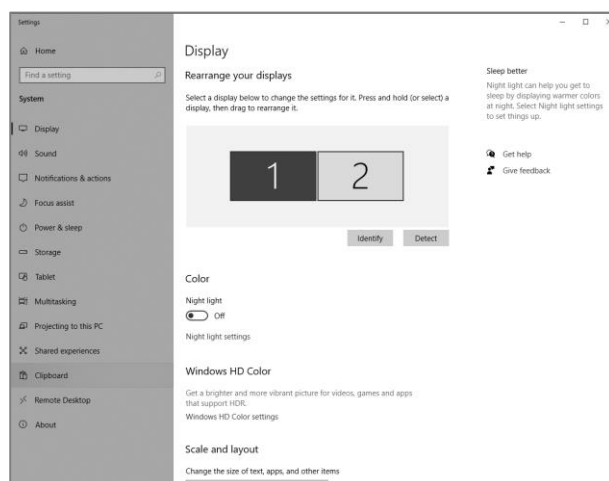 Settings
Home
Find a setting
System
Display
Sound
Notifications & actions
Focus assist
Power & sleep
Storage
Tablet
Multitasking
Projecting to this PC
Shared experiences
Clipboard
Remote Desktop
About
Display
Rearrange your displays
Select a display below to change the settings for it. Press and hold (or select) a
display, then drag to rearrange it.
1 2
Identify Detect
Color
Night light
Off
Night light settings
Windows HD Color
Get a brighter and more vibrant picture for videos, games and apps
that support HDR.
Windows HD Color settings
Scale and layout
Change the size of text, apps, and other items
Sleep better
Night light can help you get to
sleep by displaying warmer colors
at night. Select Night light settings
to set things up.
Get help
Give feedback